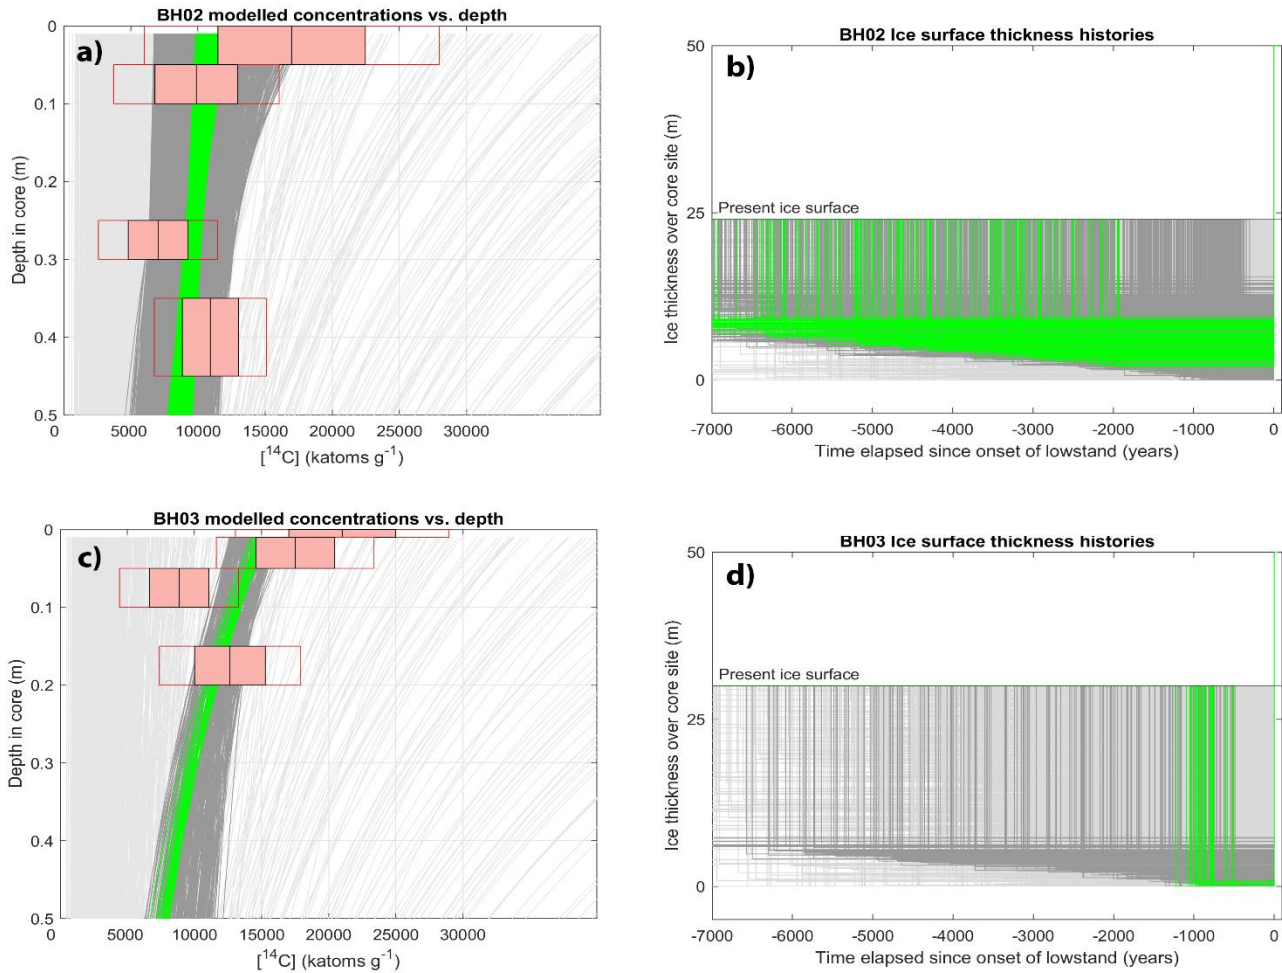 BH02 modelled concentrations vs. depth
a)
0
0.1
0.2
0.3
0.4
0.5
Depth in core (m)
0 5000 10000 15000 20000 25000 30000
[¹⁴C] (katoms g⁻¹)
BH02 Ice surface thickness histories
b)
50
25
0
Ice thickness over core site (m)
Present ice surface
-7000 -6000 -5000 -4000 -3000 -2000 -1000 0
Time elapsed since onset of lowstand (years)
BH03 modelled concentrations vs. depth
c)
0
0.1
0.2
0.3
0.4
0.5
Depth in core (m)
0 5000 10000 15000 20000 25000 30000
[¹⁴C] (katoms g⁻¹)
BH03 Ice surface thickness histories
d)
50
25
0
Ice thickness over core site (m)
Present ice surface
-7000 -6000 -5000 -4000 -3000 -2000 -1000 0
Time elapsed since onset of lowstand (years)